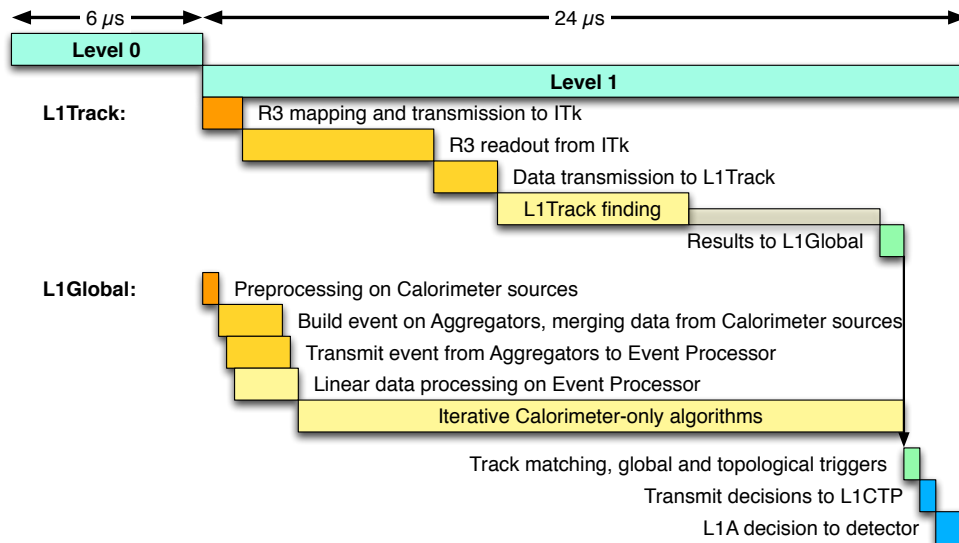 6 μs
24 μs
Level 0
Level 1
L1Track:
R3 mapping and transmission to ITk
R3 readout from ITk
Data transmission to L1Track
L1Track finding
Results to L1Global
L1Global:
Preprocessing on Calorimeter sources
Build event on Aggregators, merging data from Calorimeter sources
Transmit event from Aggregators to Event Processor
Linear data processing on Event Processor
Iterative Calorimeter-only algorithms
Track matching, global and topological triggers
Transmit decisions to L1CTP
L1A decision to detector